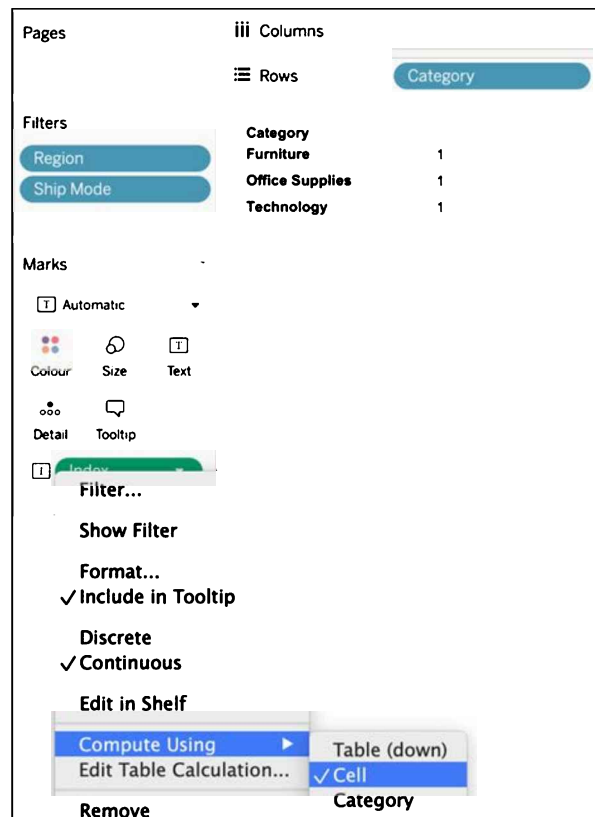 Pages
Columns
Rows
Category
Filters
Region
Ship Mode
Category
Furniture 1
Office Supplies 1
Technology 1
Marks
T Automatic
Colour Size T Text
Detail Tooltip
T Index
Filter...
Show Filter
Format...
✓Include in Tooltip
Discrete
✓Continuous
Edit in Shelf
Compute Using
Table (down)
Edit Table Calculation...
✓Cell
Category
Remove